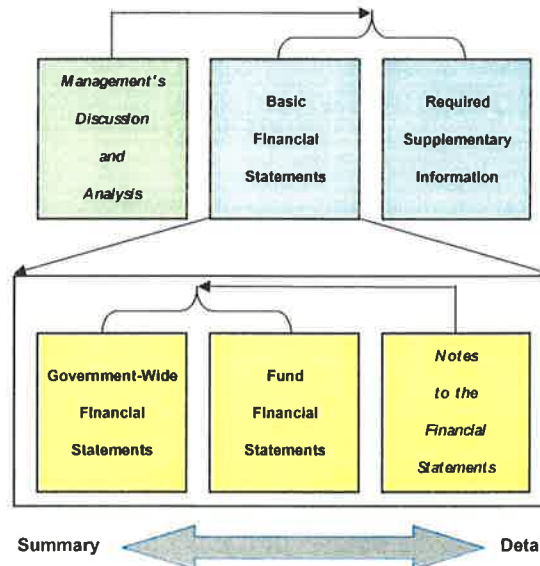 Management's
Discussion
and
Analysis
Basic
Financial
Statements
Required
Supplementary
Information
Government-Wide
Financial
Statements
Fund
Financial
Statements
Notes
to the
Financial
Statements
Summary
Deta